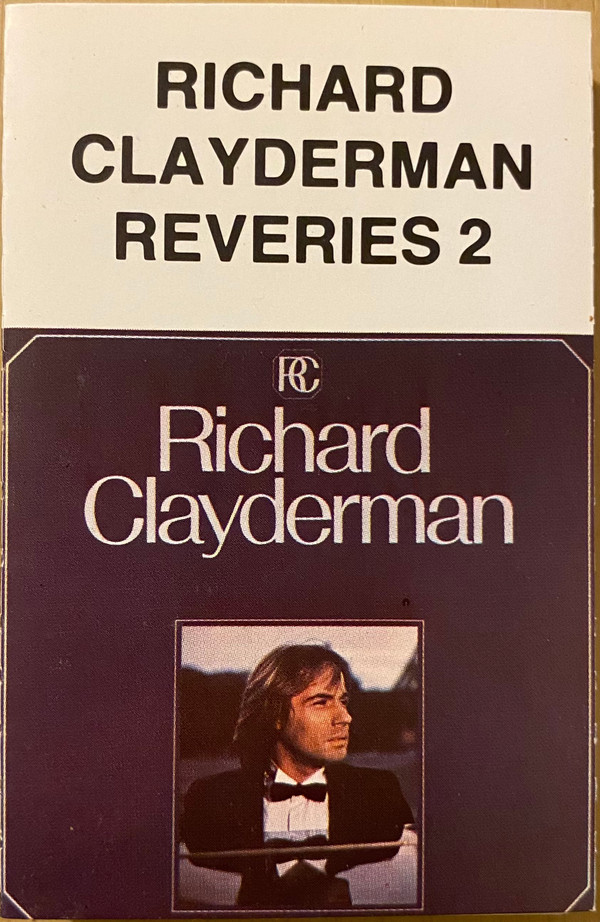 RICHARD
CLAYDERMAN
REVERIES 2
RC
Richard
Clayderman